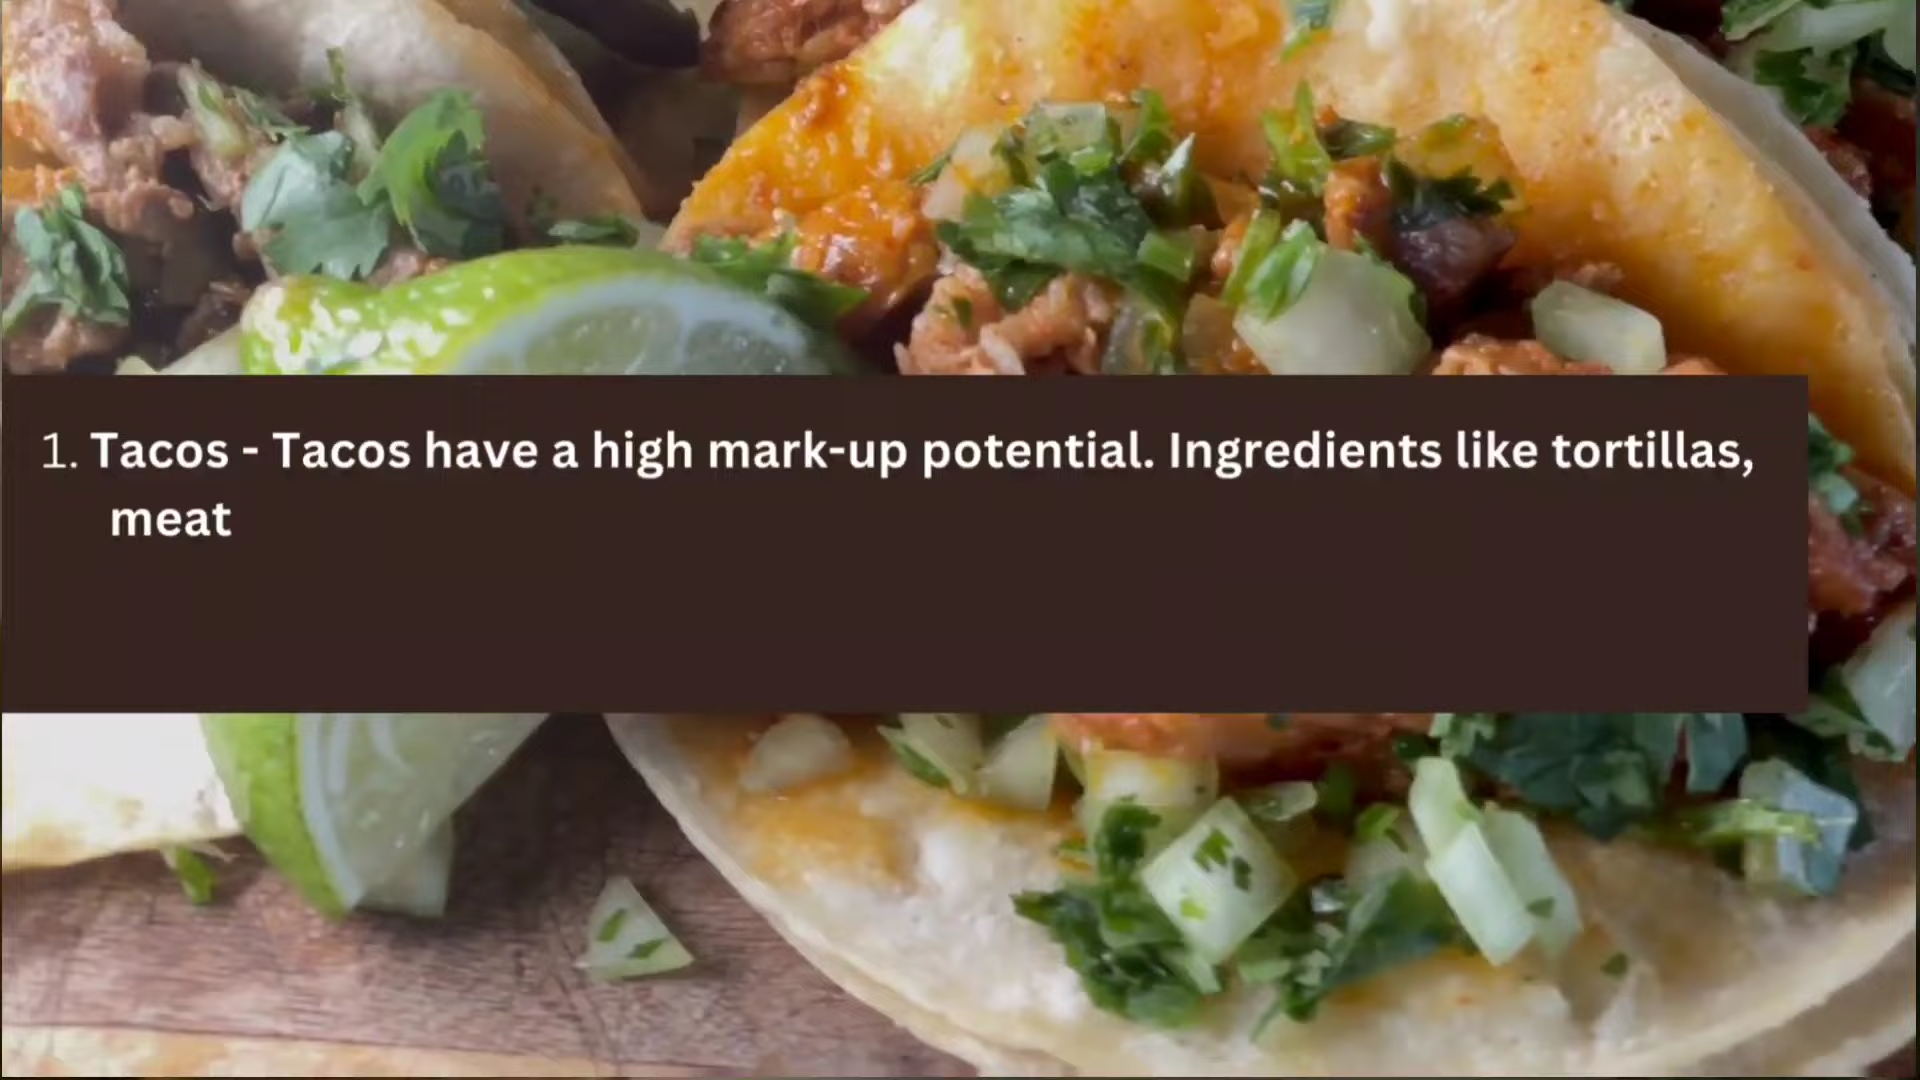 1. Tacos - Tacos have a high mark-up potential. Ingredients like tortillas,
meat